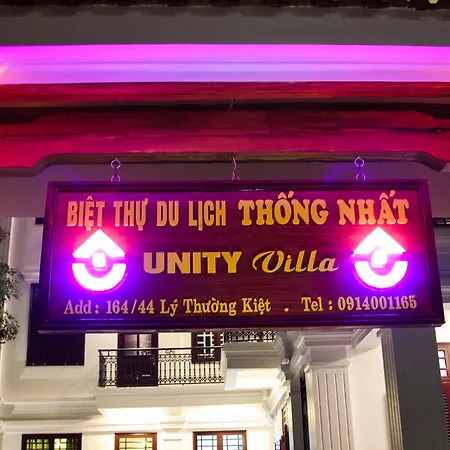 BIỆT THỰ DU LỊCH THỐNG NHẤT
UNITY Villa
Add : 164/44 Lý Thường Kiệt . Tel : 0914001165